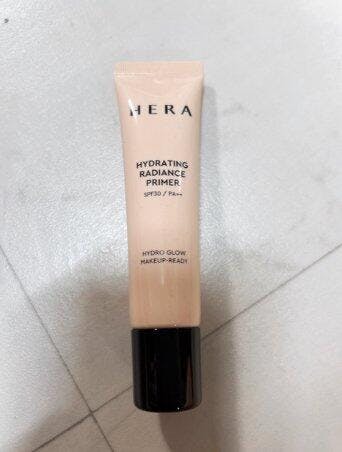 HERA
HYDRATING
RADIANCE
PRIMER
SPF30 / PA++
HYDRO GLOW
MAKEUP-READY